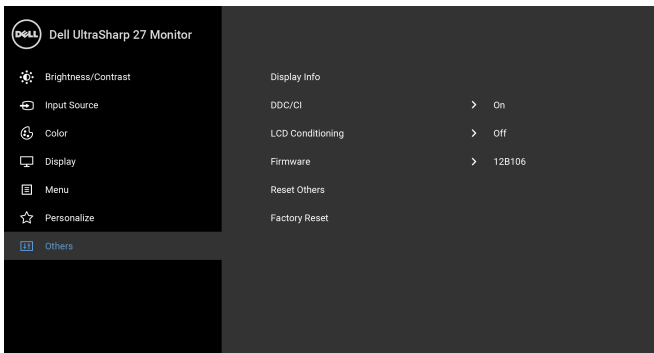 DELL Dell UltraSharp 27 Monitor
Brightness/Contrast
Display Info
Input Source
DDC/CI > On
Color
LCD Conditioning > Off
Display
Firmware > 12B106
Menu
Reset Others
Personalize
Factory Reset
Others